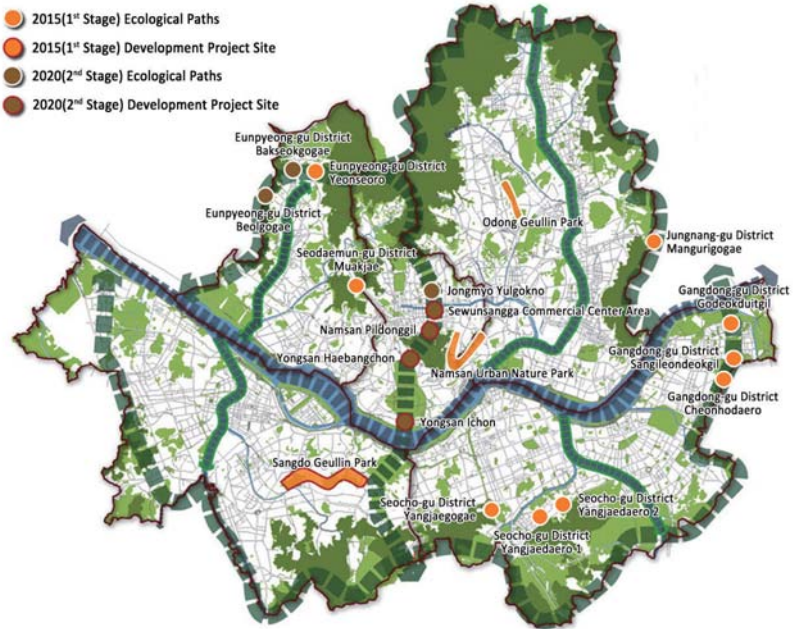 2015(1st Stage) Ecological Paths
2015(1st Stage) Development Project Site
2020(2nd Stage) Ecological Paths
2020(2nd Stage) Development Project Site
Eunpyeong-gu District
Bakseokgogae
Eunpyeong-gu District
Yeonseoro
Eunpyeong-gu District
Beolgogae
Odong Geullin Park
Jungnang-gu District
Mangurigogae
Seodaemun-gu District
Muakjae
Jongmyo Yulgokno
Gangdong-gu District
Godeokduitgil
Sewunsangga Commercial Center Area
Namsan Pildonggil
Yongsan Haebangchon
Namsan Urban Nature Park
Gangdong-gu District
Sangileondeokgil
Gangdong-gu District
Cheonhodaero
Yongsan Ichon
Sangdo Geullin Park
Seocho-gu District
Yangjaegogae
Seocho-gu District
Yangjaedaero 2
Seocho-gu District
Yangjaedaero 1